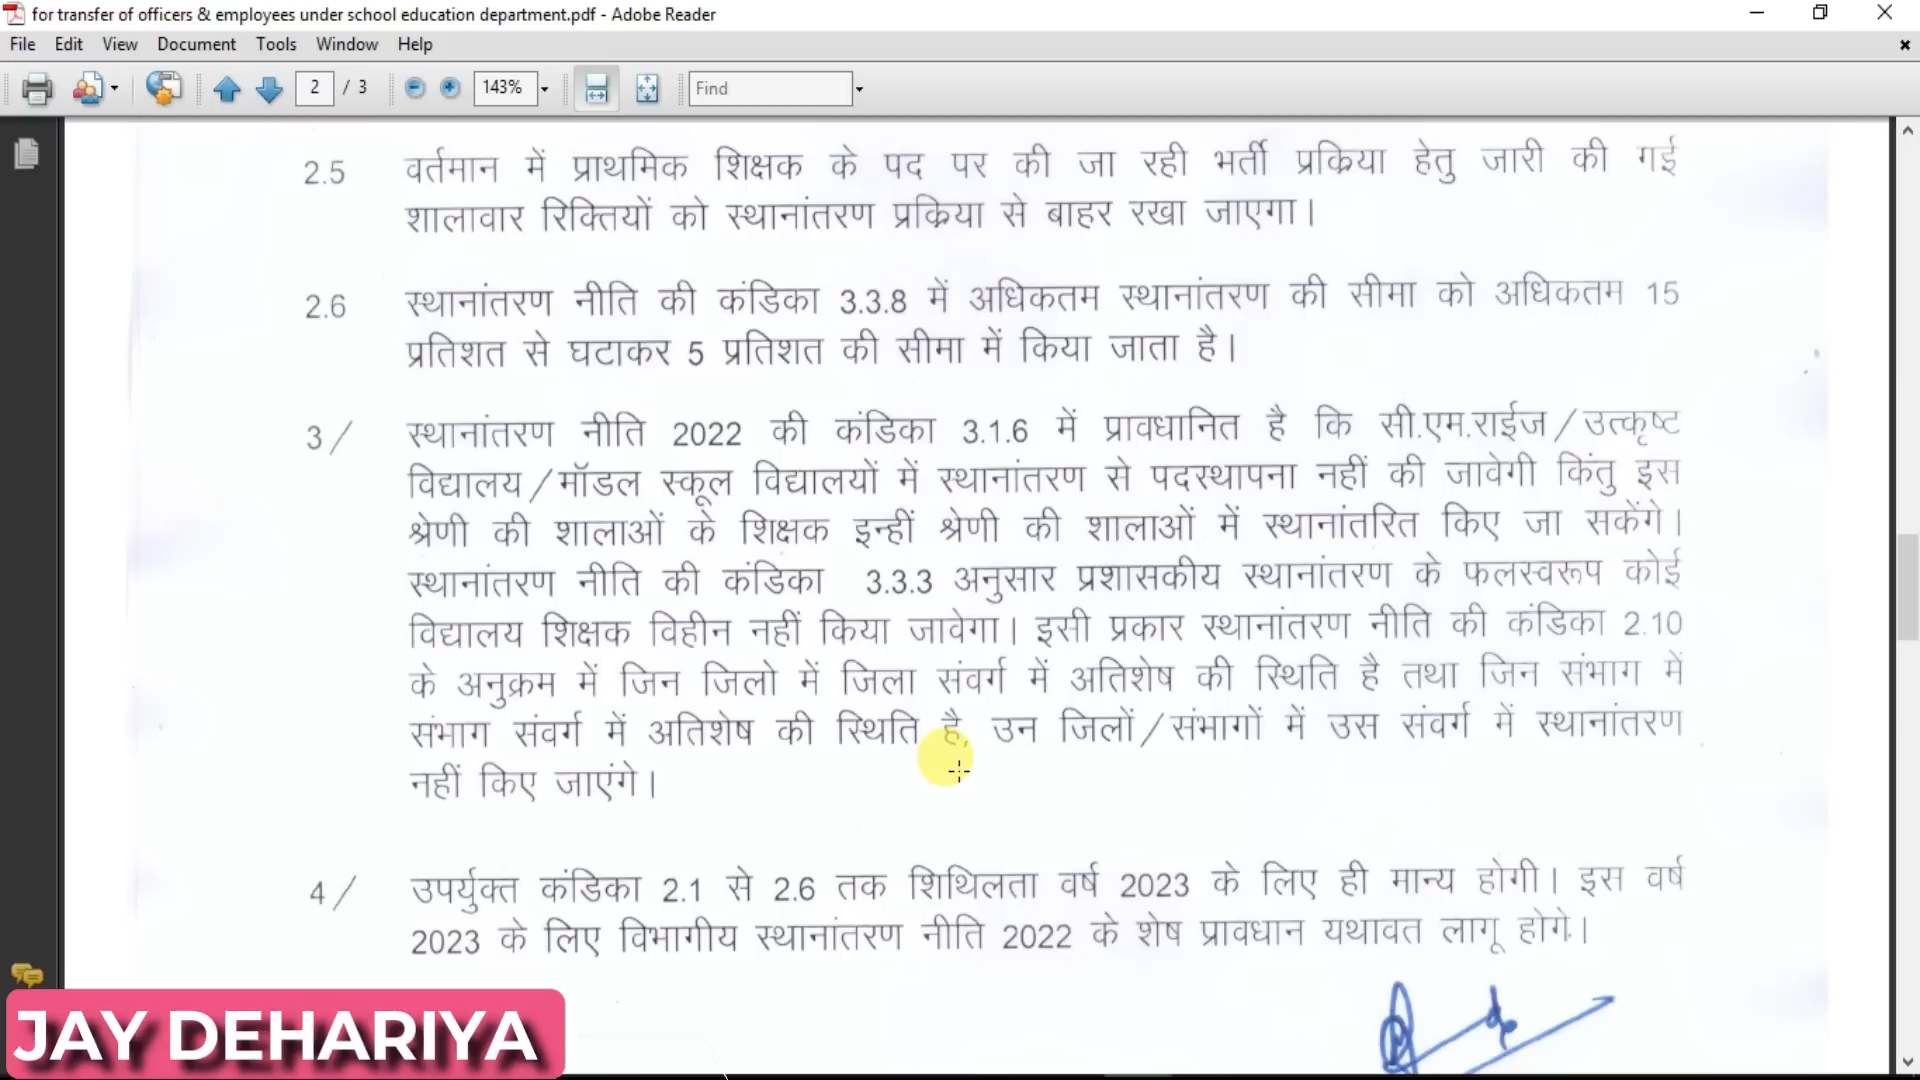 for transfer of officers & employees under school education department.pdf - Adobe Reader
File Edit View Document Tools Window Help
2 / 3 143% Find
2.5 वर्तमान में प्राथमिक शिक्षक के पद पर की जा रही भर्ती प्रक्रिया हेतु जारी की गई
शालावार रिक्तियों को स्थानांतरण प्रक्रिया से बाहर रखा जाएगा।
2.6 स्थानांतरण नीति की कंडिका 3.3.8 में अधिकतम स्थानांतरण की सीमा को अधिकतम 15
प्रतिशत से घटाकर 5 प्रतिशत की सीमा में किया जाता है।
3/ स्थानांतरण नीति 2022 की कंडिका 3.1.6 में प्रावधानित है कि सी.एम.राईज/उत्कृष्ट
विद्यालय/मॉडल स्कूल विद्यालयों में स्थानांतरण से पदस्थापना नहीं की जावेगी किंतु इस
श्रेणी की शालाओं के शिक्षक इन्हीं श्रेणी की शालाओं में स्थानांतरित किए जा सकेंगे।
स्थानांतरण नीति की कंडिका 3.3.3 अनुसार प्रशासकीय स्थानांतरण के फलस्वरूप कोई
विद्यालय शिक्षक विहीन नहीं किया जावेगा। इसी प्रकार स्थानांतरण नीति की कंडिका 2.10
के अनुक्रम में जिन जिलो में जिला संवर्ग में अतिशेष की स्थिति है तथा जिन संभाग में
संभाग संवर्ग में अतिशेष की स्थिति है, उन जिलों/संभागों में उस संवर्ग में स्थानांतरण
नहीं किए जाएंगे।
4/ उपर्युक्त कंडिका 2.1 से 2.6 तक शिथिलता वर्ष 2023 के लिए ही मान्य होगी। इस वर्ष
2023 के लिए विभागीय स्थानांतरण नीति 2022 के शेष प्रावधान यथावत लागू होगे।
JAY DEHARIYA